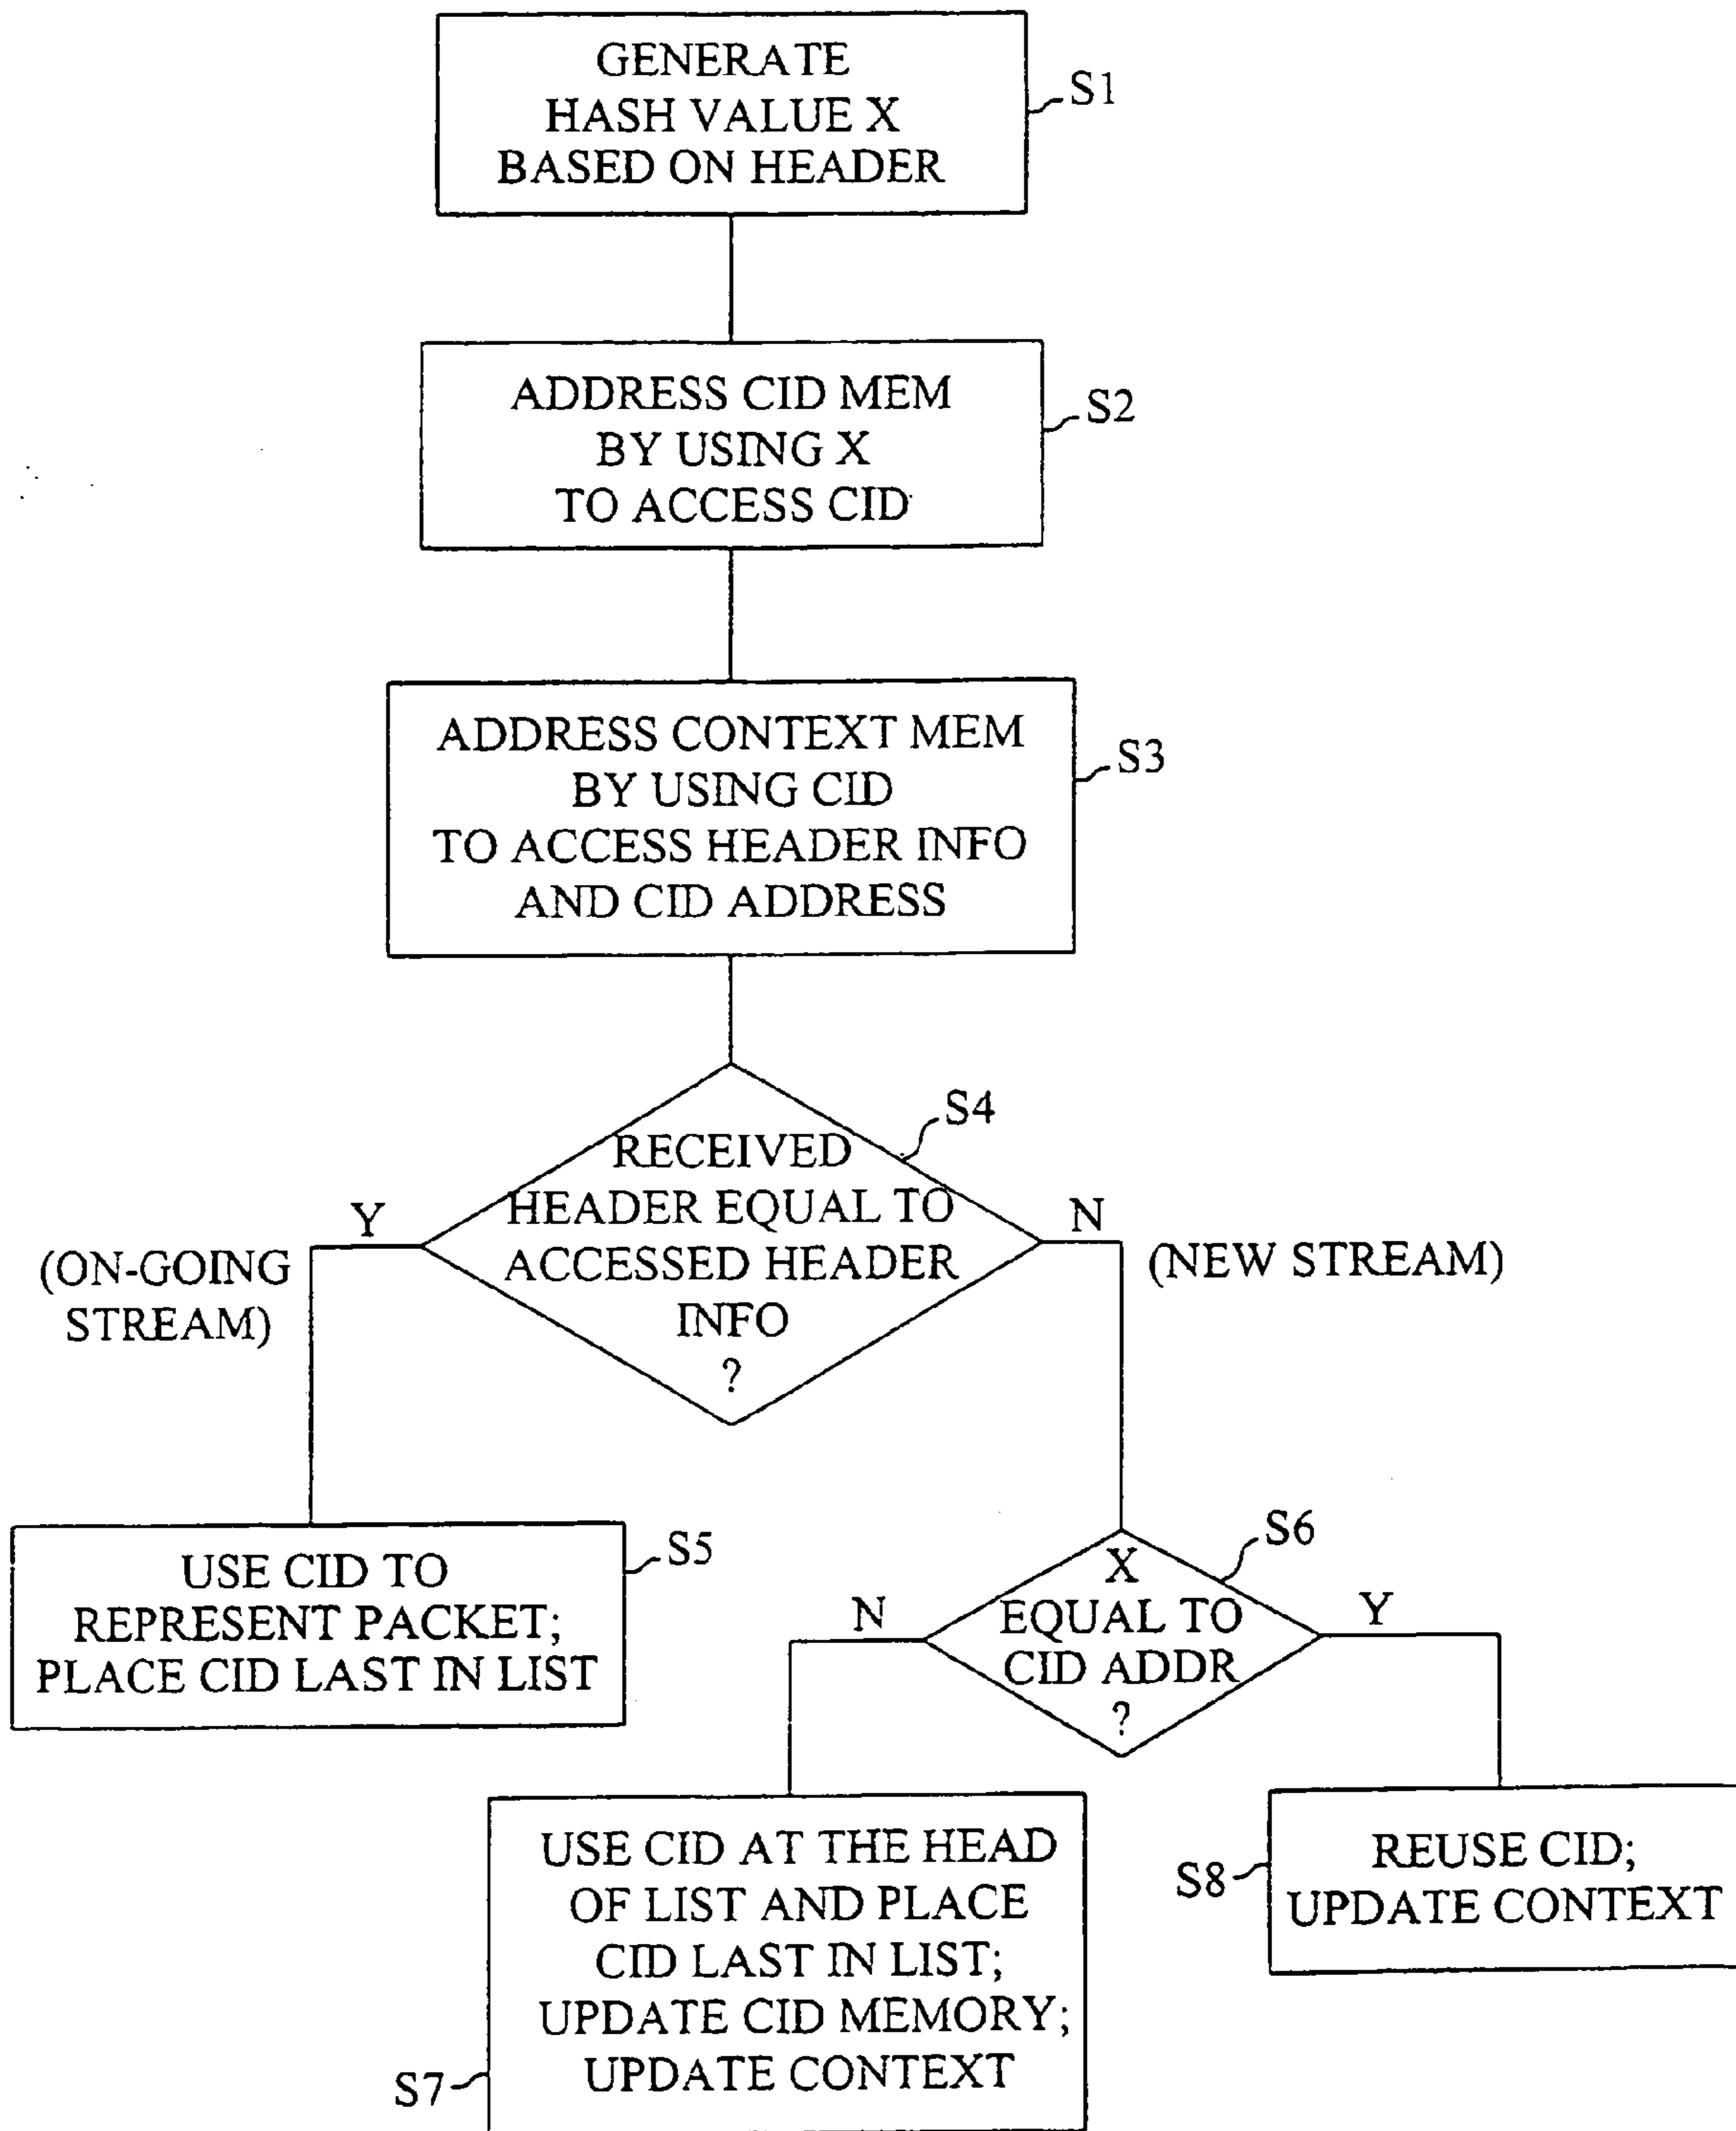 GENERATE
HASH VALUE X
BASED ON HEADER
S1
ADDRESS CID MEM
BY USING X
TO ACCESS CID
S2
ADDRESS CONTEXT MEM
BY USING CID
TO ACCESS HEADER INFO
AND CID ADDRESS
S3
RECEIVED
HEADER EQUAL TO
ACCESSED HEADER
INFO
?
S4
Y
(ON-GOING
STREAM)
N
(NEW STREAM)
USE CID TO
REPRESENT PACKET;
PLACE CID LAST IN LIST
S5
X
EQUAL TO
CID ADDR
?
S6
N
Y
USE CID AT THE HEAD
OF LIST AND PLACE
CID LAST IN LIST;
UPDATE CID MEMORY;
UPDATE CONTEXT
S7
REUSE CID;
UPDATE CONTEXT
S8